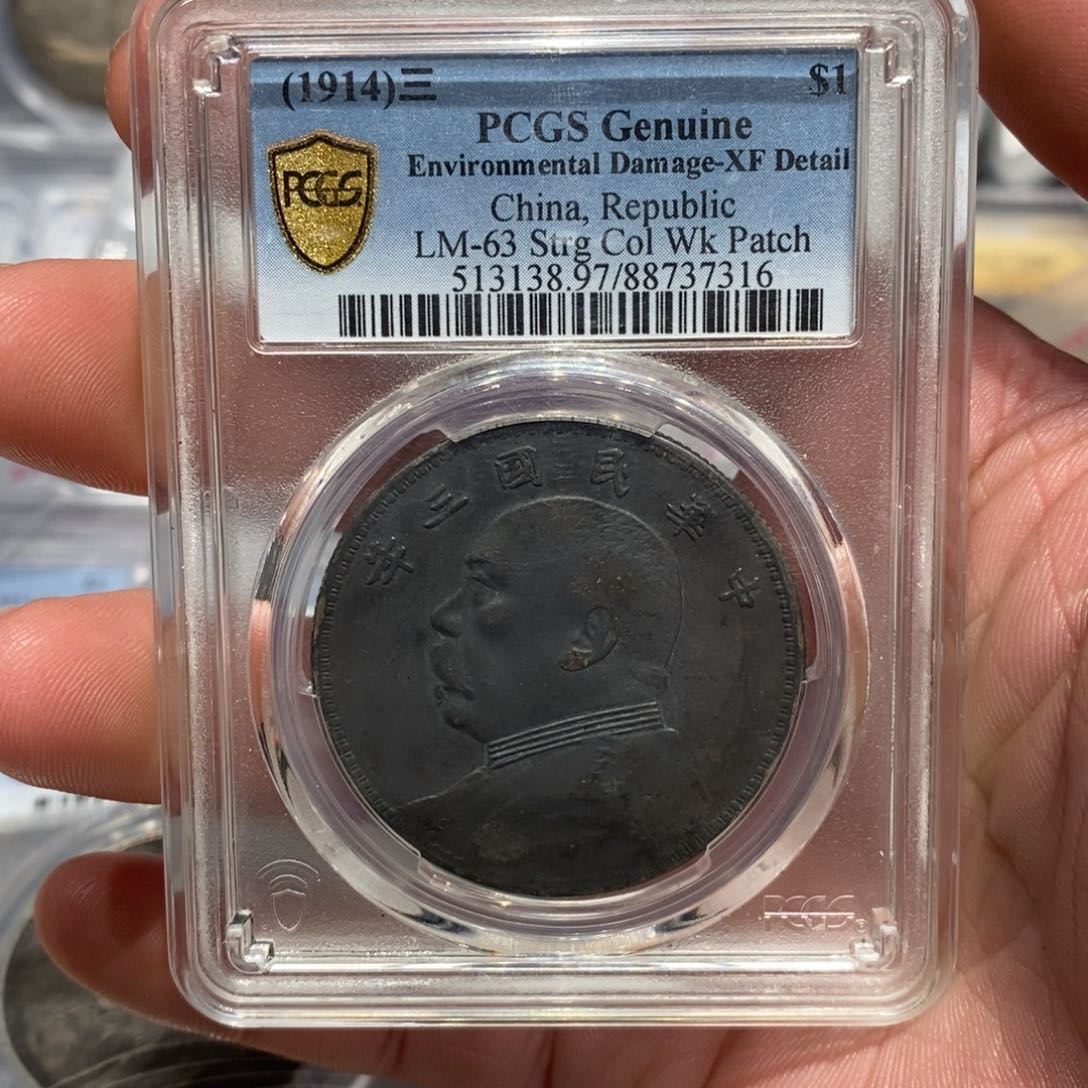 (1914)三 $1
PCGS Genuine
Environmental Damage-XF Detail
China, Republic
LM-63 Strg Col Wk Patch
513138.97/88737316
PCGS
年三國民華中
PCGS